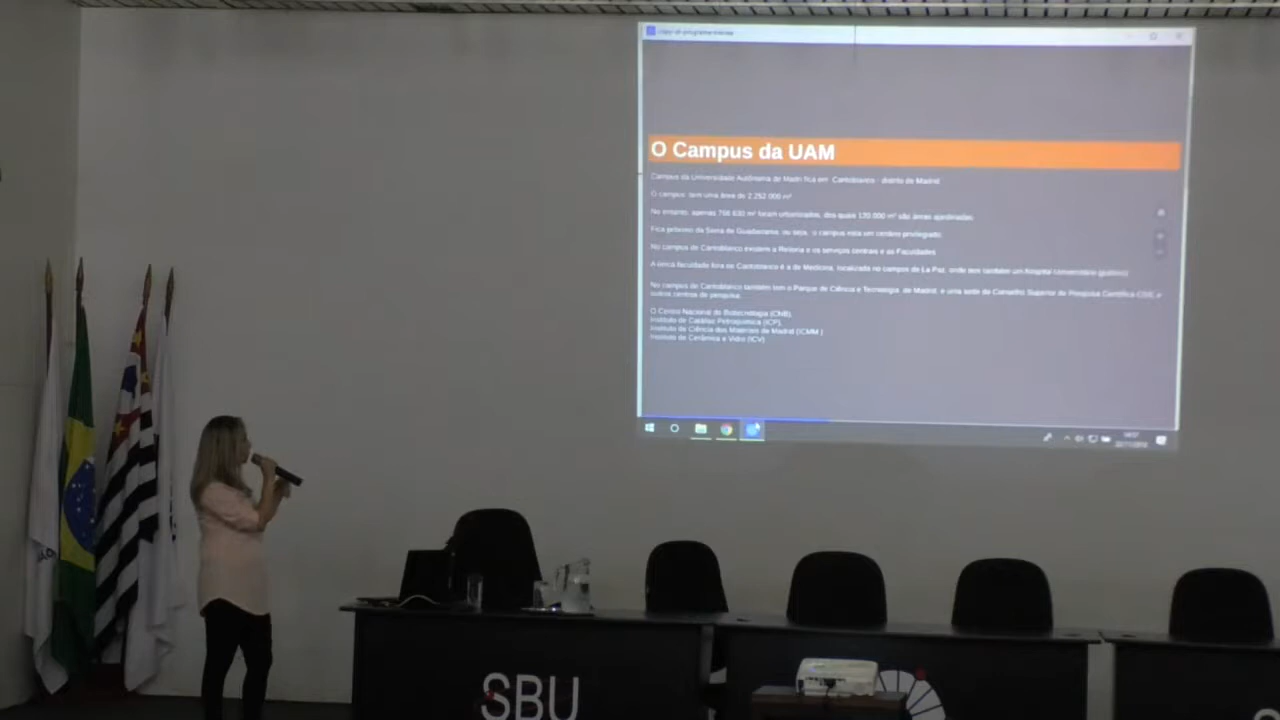 O Campus da UAM
Campus da Universidade Autônoma de Madri fica em Cantoblanco - distrito de Madrid
O campus tem uma área de 2.252.000 m²
No entanto, apenas 756.630 m² foram urbanizados, dos quais 120.000 m² são áreas ajardinadas.
Fica próximo da Serra de Guadarrama, ou seja, o campus está um cenário privilegiado.
No campus de Cantoblanco existem a Reitoria e os serviços centrais e as Faculdades
A única faculdade fora de Cantoblanco é a de Medicina, localizada no campus de La Paz, onde tem também um Hospital Universitário (público)
No campus de Cantoblanco também tem o Parque de Ciência e Tecnologia de Madrid, e uma sede do Conselho Superior de Pesquisa Científica CSIC e
outros centros de pesquisa.
O Centro Nacional de Biotecnologia (CNB),
Instituto de Catálise Petroquímica (ICP),
Instituto da Ciência dos Materiais de Madrid (ICMM )
Instituto de Cerâmica e Vidro (ICV)
SBU